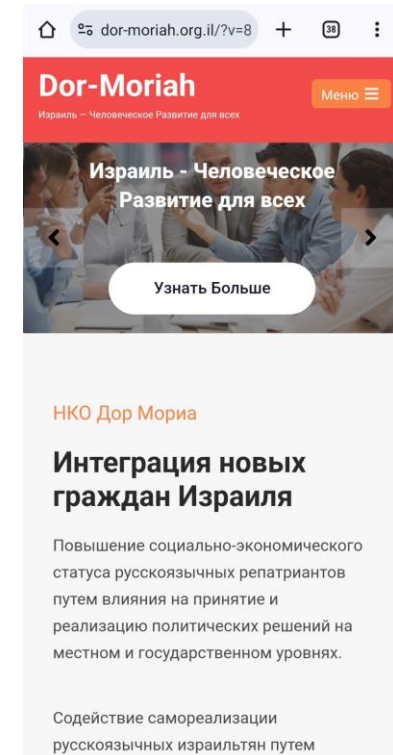 dor-moriah.org.il/?v=8
38
Dor-Moriah
Меню
Израиль – Человеческое Развитие для всех
Израиль - Человеческое
Развитие для всех
Узнать Больше
НКО Дор Мориа
Интеграция новых
граждан Израиля
Повышение социально-экономического
статуса русскоязычных репатриантов
путем влияния на принятие и
реализацию политических решений на
местном и государственном уровнях.
Содействие самореализации
русскоязычных израильтян путем